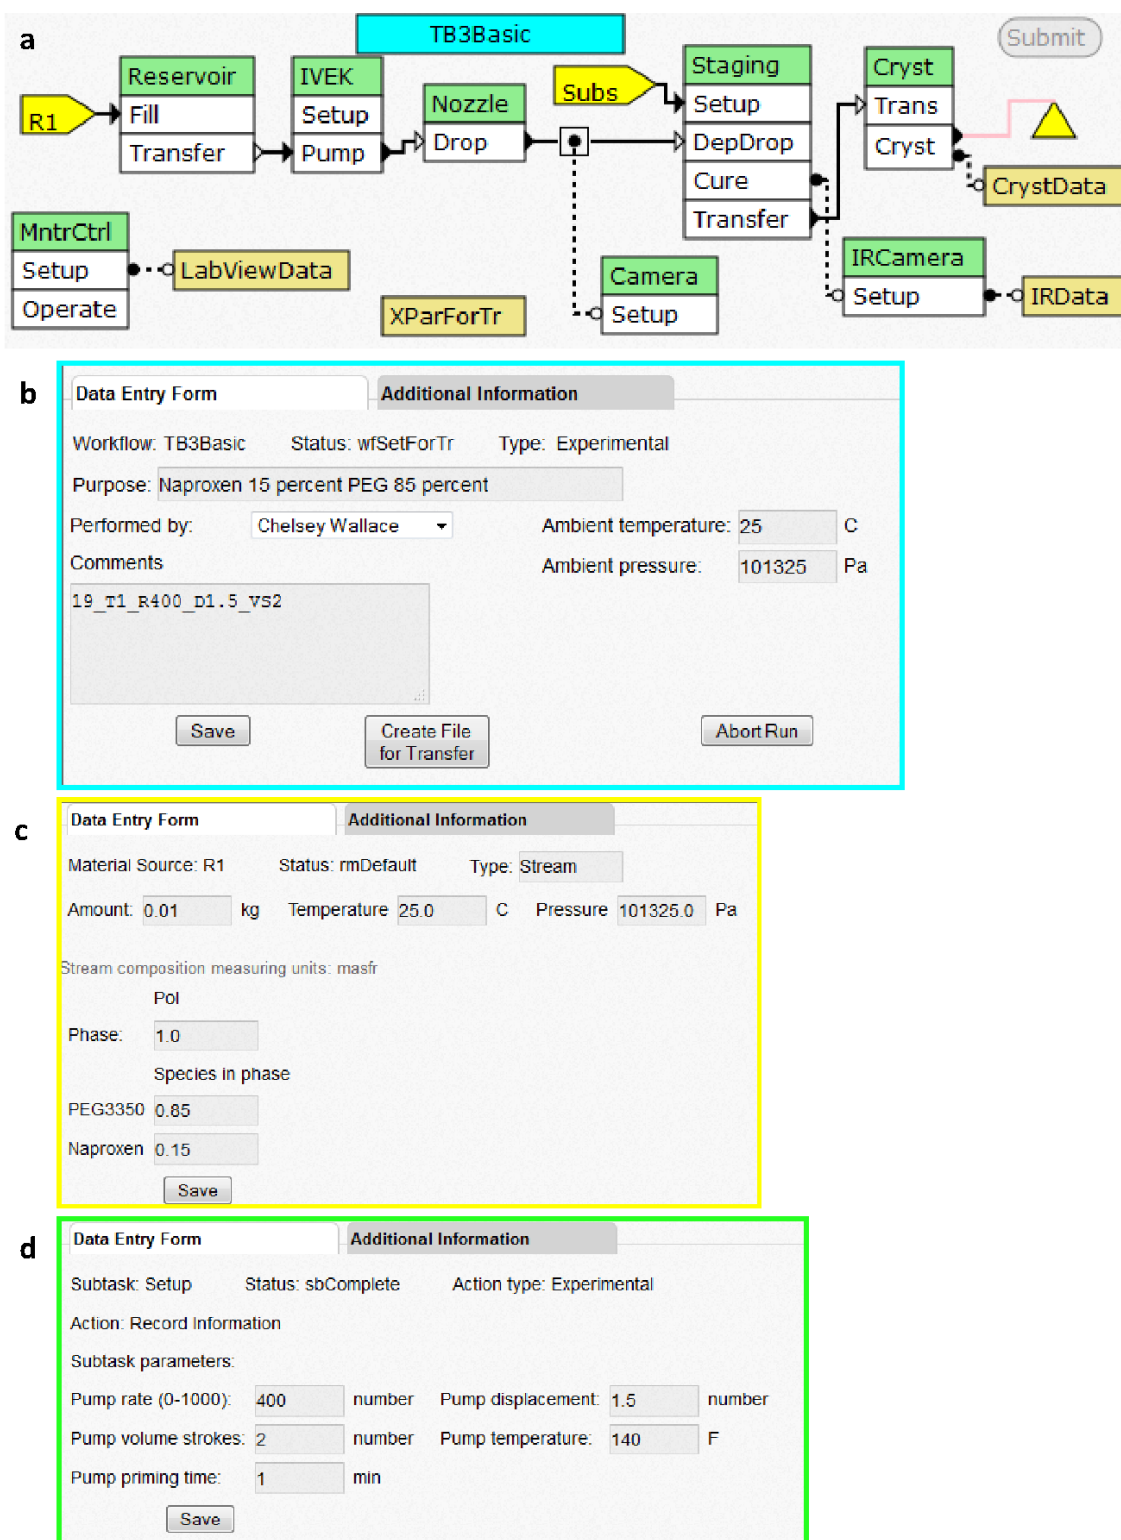 a
TB3Basic
Submit
Reservoir
IVEK
Staging
Cryst
R1
Fill
Setup
Nozzle
Subs
Setup
Trans
Transfer
Pump
Drop
DepDrop
Cryst
Cure
CrystData
MntrCtrl
Transfer
Setup
LabViewData
Camera
IRCamera
Operate
XParForTr
Setup
Setup
IRData
b
Data Entry Form Additional Information
Workflow: TB3Basic Status: wfSetForTr Type: Experimental
Purpose: Naproxen 15 percent PEG 85 percent
Performed by: Chelsey Wallace Ambient temperature: 25 C
Comments Ambient pressure: 101325 Pa
19_T1_R400_D1.5_VS2
Save Create File for Transfer Abort Run
c
Data Entry Form Additional Information
Material Source: R1 Status: rmDefault Type: Stream
Amount: 0.01 kg Temperature 25.0 C Pressure 101325.0 Pa
Stream composition measuring units: masfr
Pol
Phase: 1.0
Species in phase
PEG3350 0.85
Naproxen 0.15
Save
d
Data Entry Form Additional Information
Subtask: Setup Status: sbComplete Action type: Experimental
Action: Record Information
Subtask parameters:
Pump rate (0-1000): 400 number Pump displacement: 1.5 number
Pump volume strokes: 2 number Pump temperature: 140 F
Pump priming time: 1 min
Save